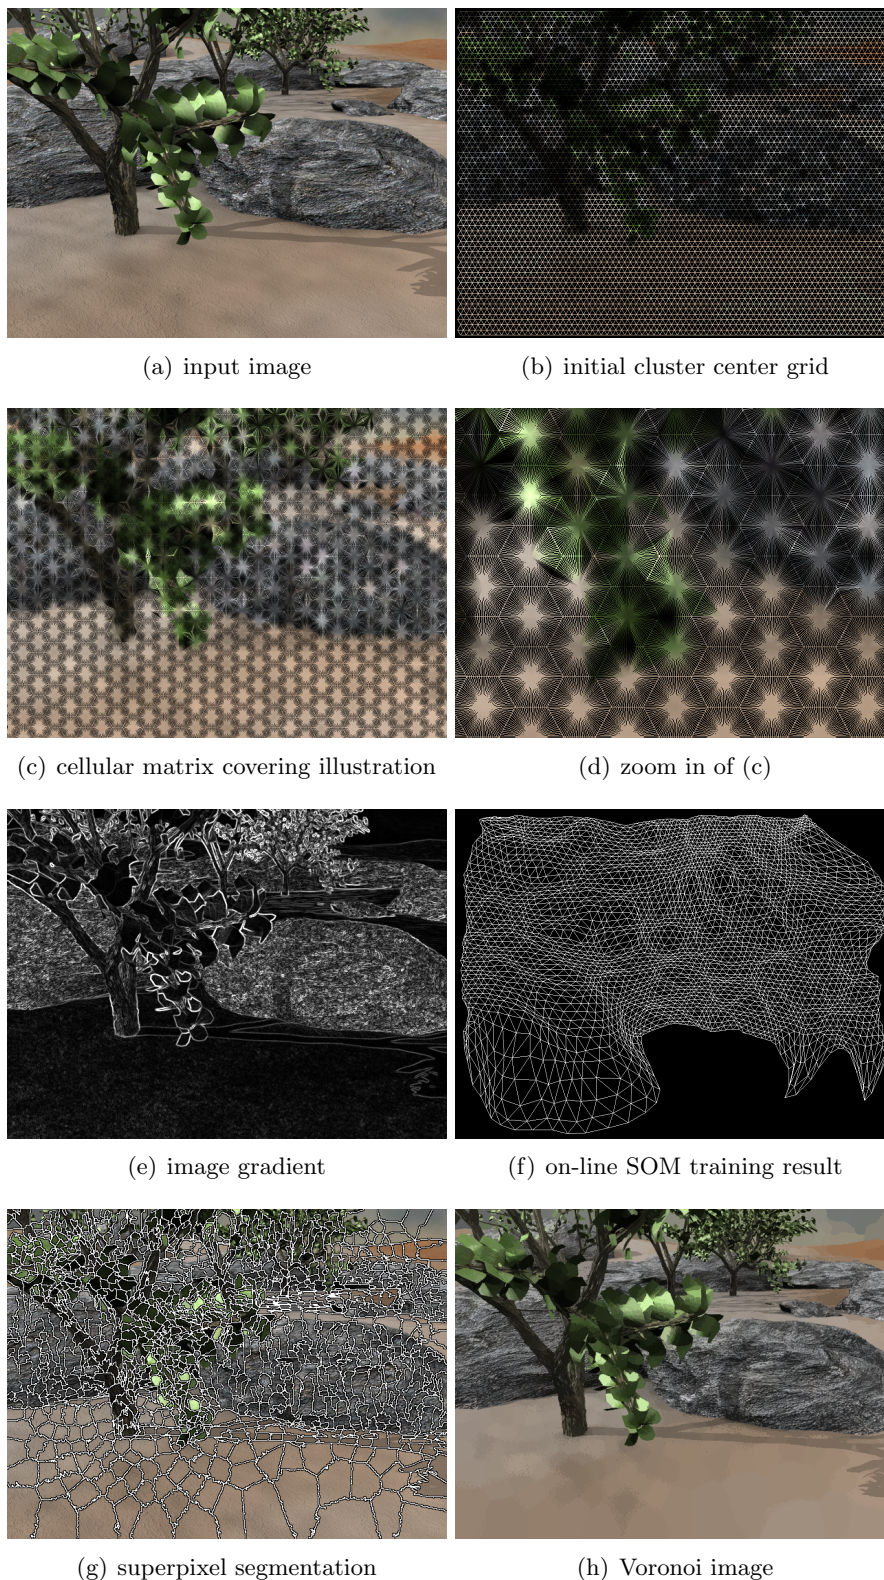 (a) input image
(b) initial cluster center grid
(c) cellular matrix covering illustration
(d) zoom in of (c)
(e) image gradient
(f) on-line SOM training result
(g) superpixel segmentation
(h) Voronoi image